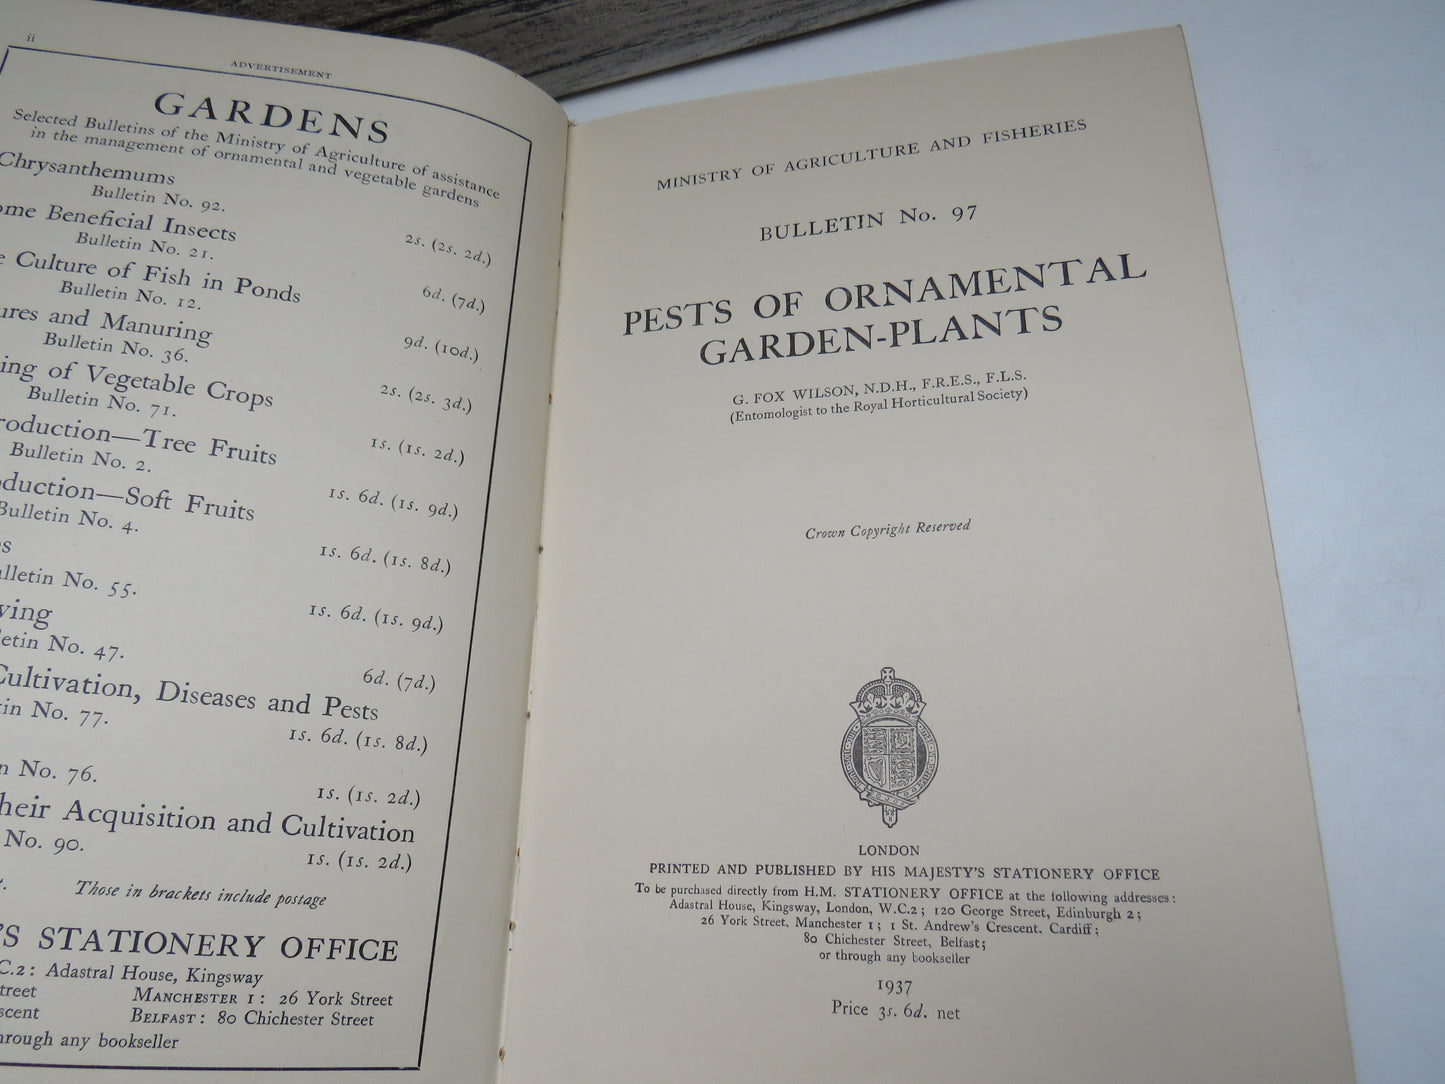 ii
ADVERTISEMENT
GARDENS
Selected Bulletins of the Ministry of Agriculture of assistance
in the management of ornamental and vegetable gardens
Chrysanthemums
Bulletin No. 92.
2s. (2s. 2d.)
ome Beneficial Insects
Bulletin No. 21.
6d. (7d.)
e Culture of Fish in Ponds
Bulletin No. 12.
9d. (10d.)
ures and Manuring
Bulletin No. 36.
2s. (2s. 3d.)
ing of Vegetable Crops
Bulletin No. 71.
1s. (1s. 2d.)
roduction—Tree Fruits
Bulletin No. 2.
1s. 6d. (1s. 9d.)
oduction—Soft Fruits
Bulletin No. 4.
1s. 6d. (1s. 8d.)
s
lletin No. 55.
1s. 6d. (1s. 9d.)
ving
letin No. 47.
6d. (7d.)
Cultivation, Diseases and Pests
tin No. 77.
1s. 6d. (1s. 8d.)
n No. 76.
1s. (1s. 2d.)
heir Acquisition and Cultivation
No. 90.
1s. (1s. 2d.)
Those in brackets include postage
'S STATIONERY OFFICE
C.2: Adastral House, Kingsway
treet MANCHESTER 1: 26 York Street
scent BELFAST: 80 Chichester Street
hrough any bookseller
MINISTRY OF AGRICULTURE AND FISHERIES
BULLETIN No. 97
PESTS OF ORNAMENTAL
GARDEN-PLANTS
G. FOX WILSON, N.D.H., F.R.E.S., F.L.S.
(Entomologist to the Royal Horticultural Society)
Crown Copyright Reserved
LONDON
PRINTED AND PUBLISHED BY HIS MAJESTY'S STATIONERY OFFICE
To be purchased directly from H.M. STATIONERY OFFICE at the following addresses:
Adastral House, Kingsway, London, W.C.2; 120 George Street, Edinburgh 2;
26 York Street, Manchester 1; 1 St. Andrew's Crescent, Cardiff;
80 Chichester Street, Belfast;
or through any bookseller
1937
Price 3s. 6d. net